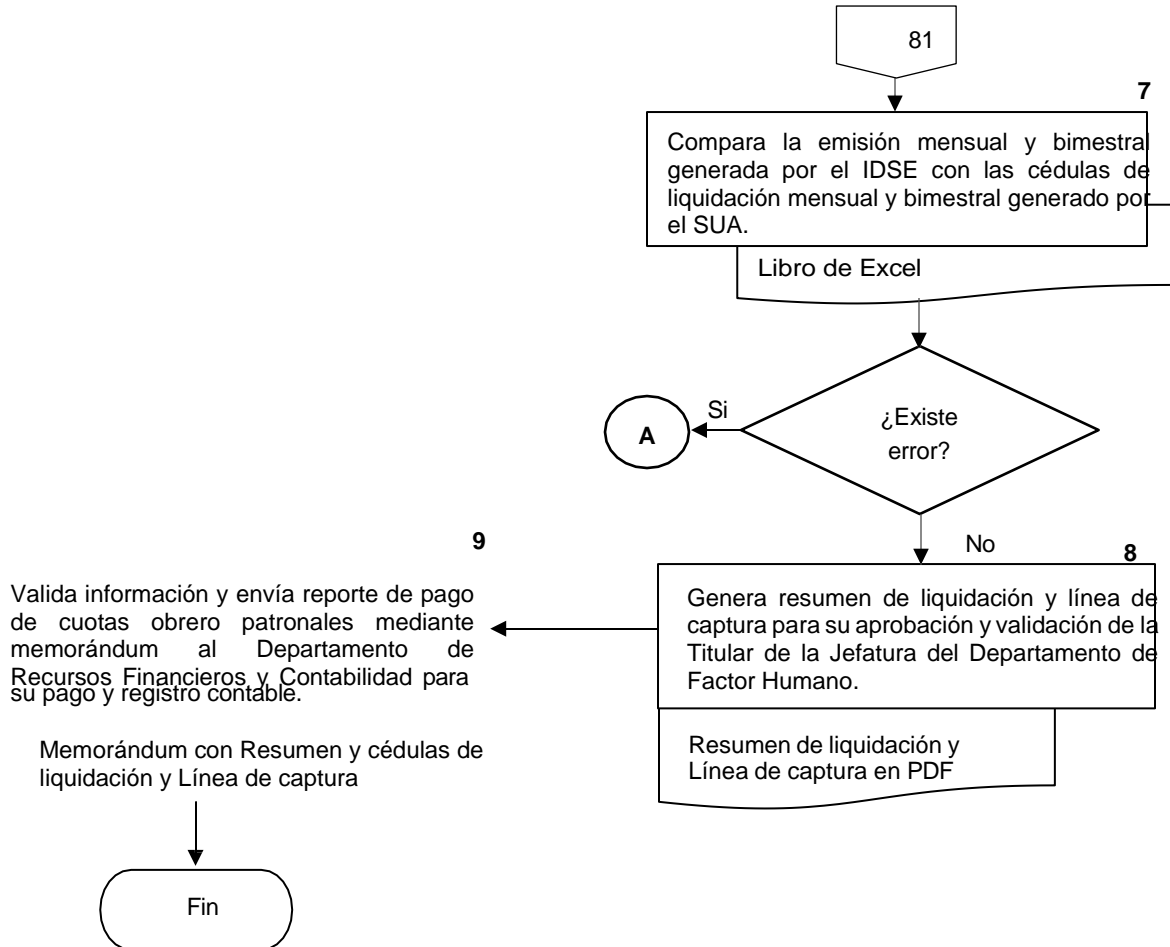 81
7
Compara la emisión mensual y bimestral
generada por el IDSE con las cédulas de
liquidación mensual y bimestral generado por
el SUA.
Libro de Excel
¿Existe
error?
Si
A
No
8
Genera resumen de liquidación y línea de
captura para su aprobación y validación de la
Titular de la Jefatura del Departamento de
Factor Humano.
Resumen de liquidación y
Línea de captura en PDF
9
Valida información y envía reporte de pago
de cuotas obrero patronales mediante
memorándum al Departamento de
Recursos Financieros y Contabilidad para
su pago y registro contable.
Memorándum con Resumen y cédulas de
liquidación y Línea de captura
Fin